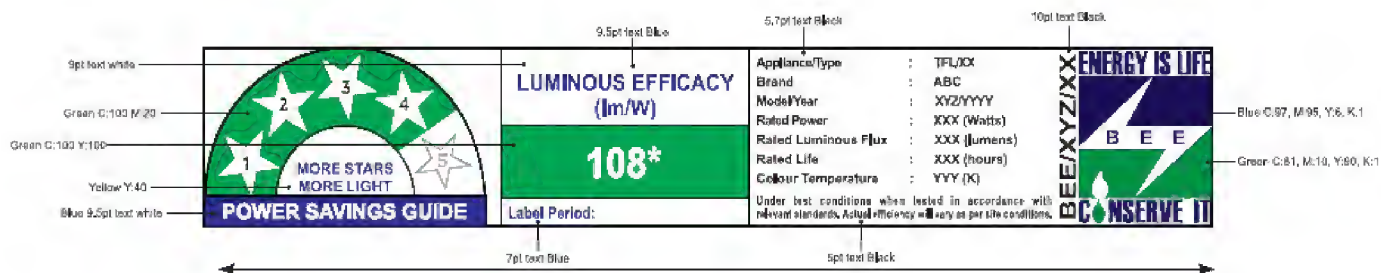 10pt text Black
5.7pt text Black
9.5pt text Blue
9pt text white
Green C:100 M:20
Green C:100 Y:100
Yellow Y:40
Blue 9.5pt text white
1
2
3
4
5
MORE STARS
MORE LIGHT
POWER SAVINGS GUIDE
LUMINOUS EFFICACY
(lm/W)
108*
Label Period:
Appliance/Type : TFL/XX
Brand : ABC
Model/Year : XYZ/YYYY
Rated Power : XXX (Watts)
Rated Luminous Flux : XXX (lumens)
Rated Life : XXX (hours)
Colour Temperature : YYY (K)
Under test conditions when tested in accordance with
relevant standards. Actual efficiency will vary as per site conditions.
BEE/XYZ/XX
ENERGY IS LIFE
BEE
CONSERVE IT
Blue C:97, M:95, Y:6, K:1
Green C:81, M:10, Y:90, K:1
7pt text Blue
5pt text Black